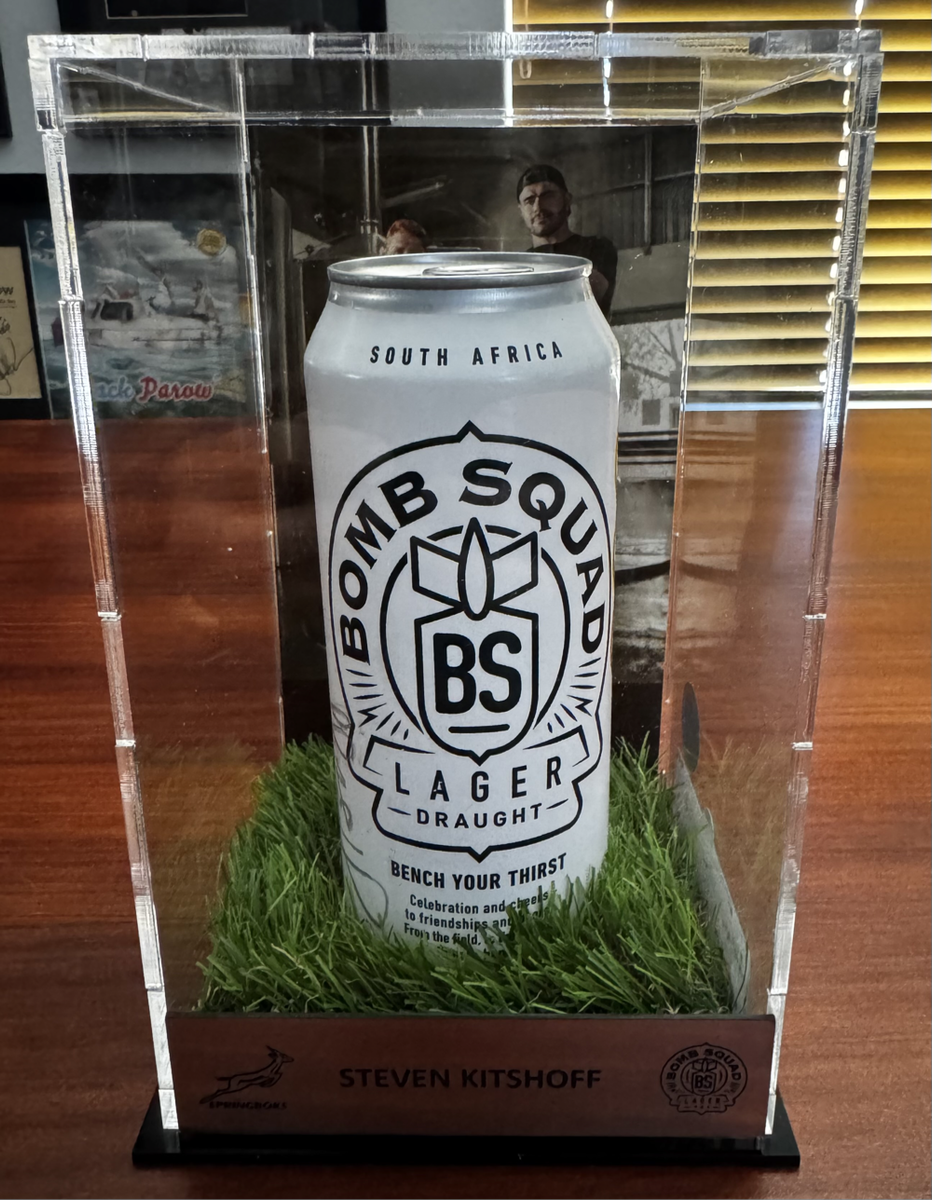 Parow
SOUTH AFRICA
BOMB SQUAD
BS
LAGER
DRAUGHT
BENCH YOUR THIRST
Celebration and cheers
to friendships and
From the field,
SPRINGBOKS
STEVEN KITSHOFF
BOMB SQUAD
BS
LAGER